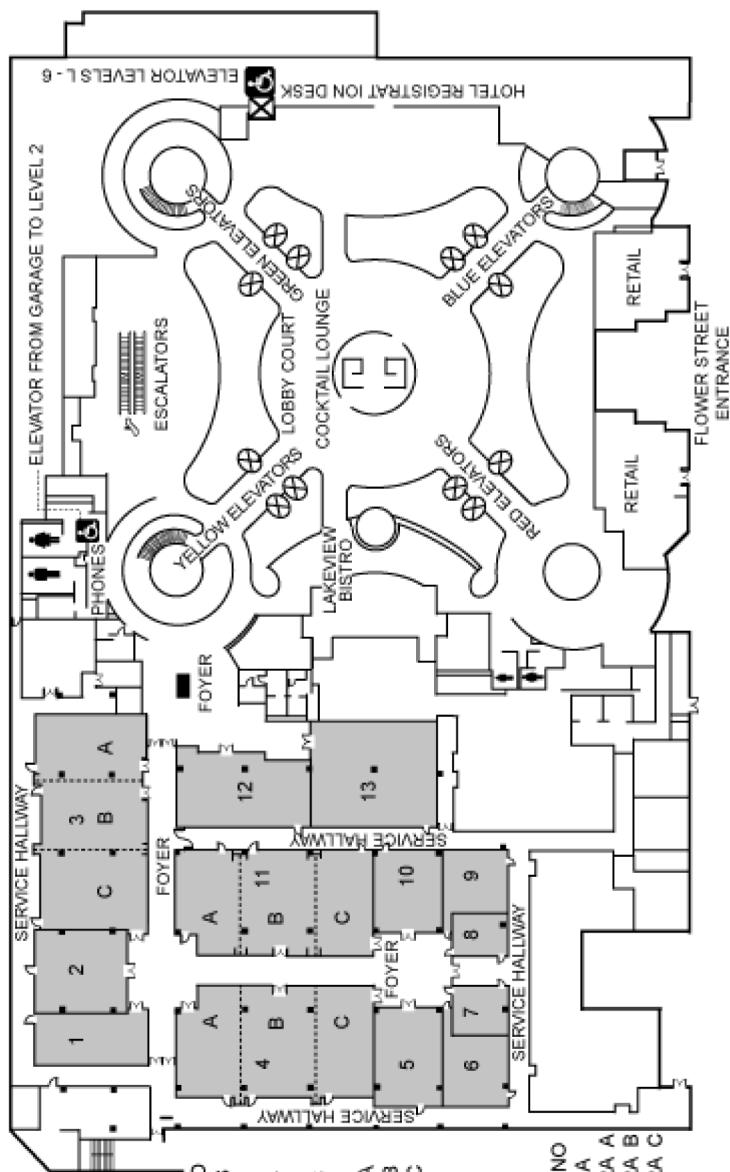 ELEVATOR LEVELS L - 6
HOTEL REGISTRATION DESK
ELEVATOR FROM GARAGE TO LEVEL 2
GREEN ELEVATORS
BLUE ELEVATORS
ESCALATORS
LOBBY COURT
COCKTAIL LOUNGE
RETAIL
FLOWER STREET
ENTRANCE
YELLOW ELEVATORS
RED ELEVATORS
RETAIL
PHONES
LAKEVIEW
BISTRO
FOYER
SERVICE HALLWAY
A
3
B
C
2
1
FOYER
12
13
SERVICE HALLWAY
11
A
B
C
10
9
8
FOYER
4
A
B
C
5
7
6
SERVICE HALLWAY
SERVICE HALLWAY
A
B
C
NO
A
A A
A B
A C